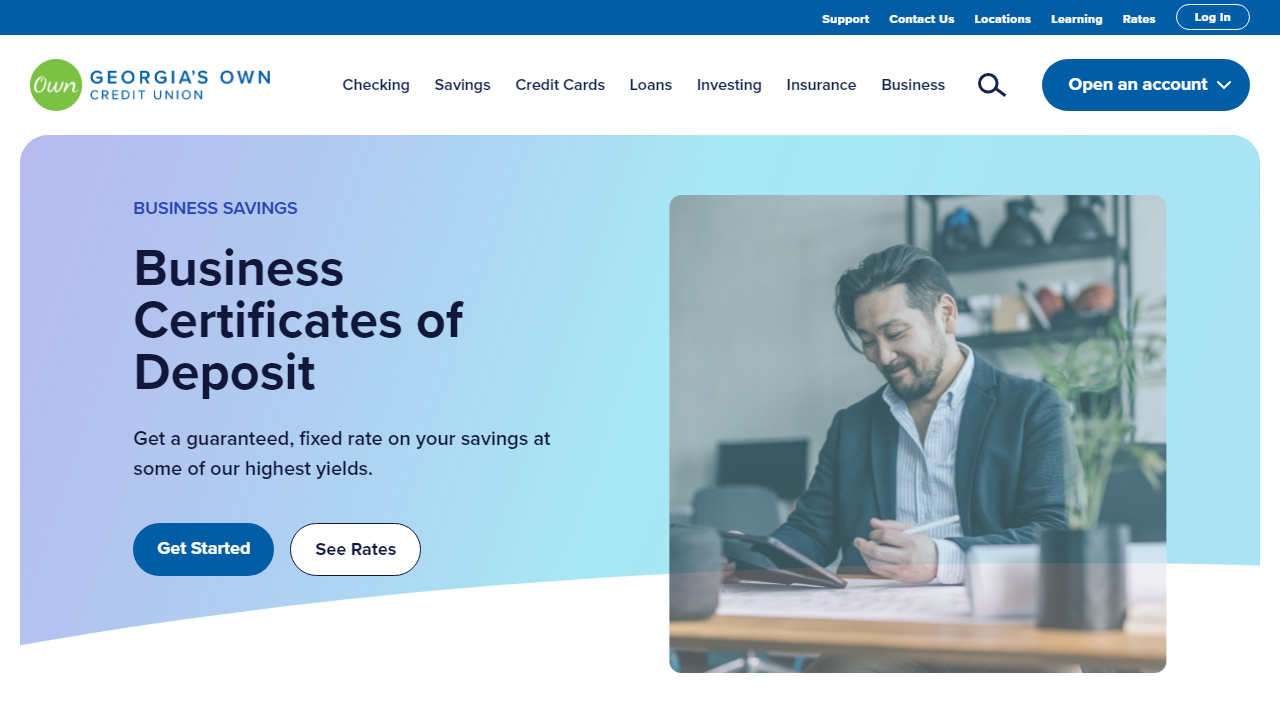 Support Contact Us Locations Learning Rates Log In
Own GEORGIA'S OWN
CREDIT UNION
Checking Savings Credit Cards Loans Investing Insurance Business Open an account
BUSINESS SAVINGS
Business
Certificates of
Deposit
Get a guaranteed, fixed rate on your savings at
some of our highest yields.
Get Started See Rates